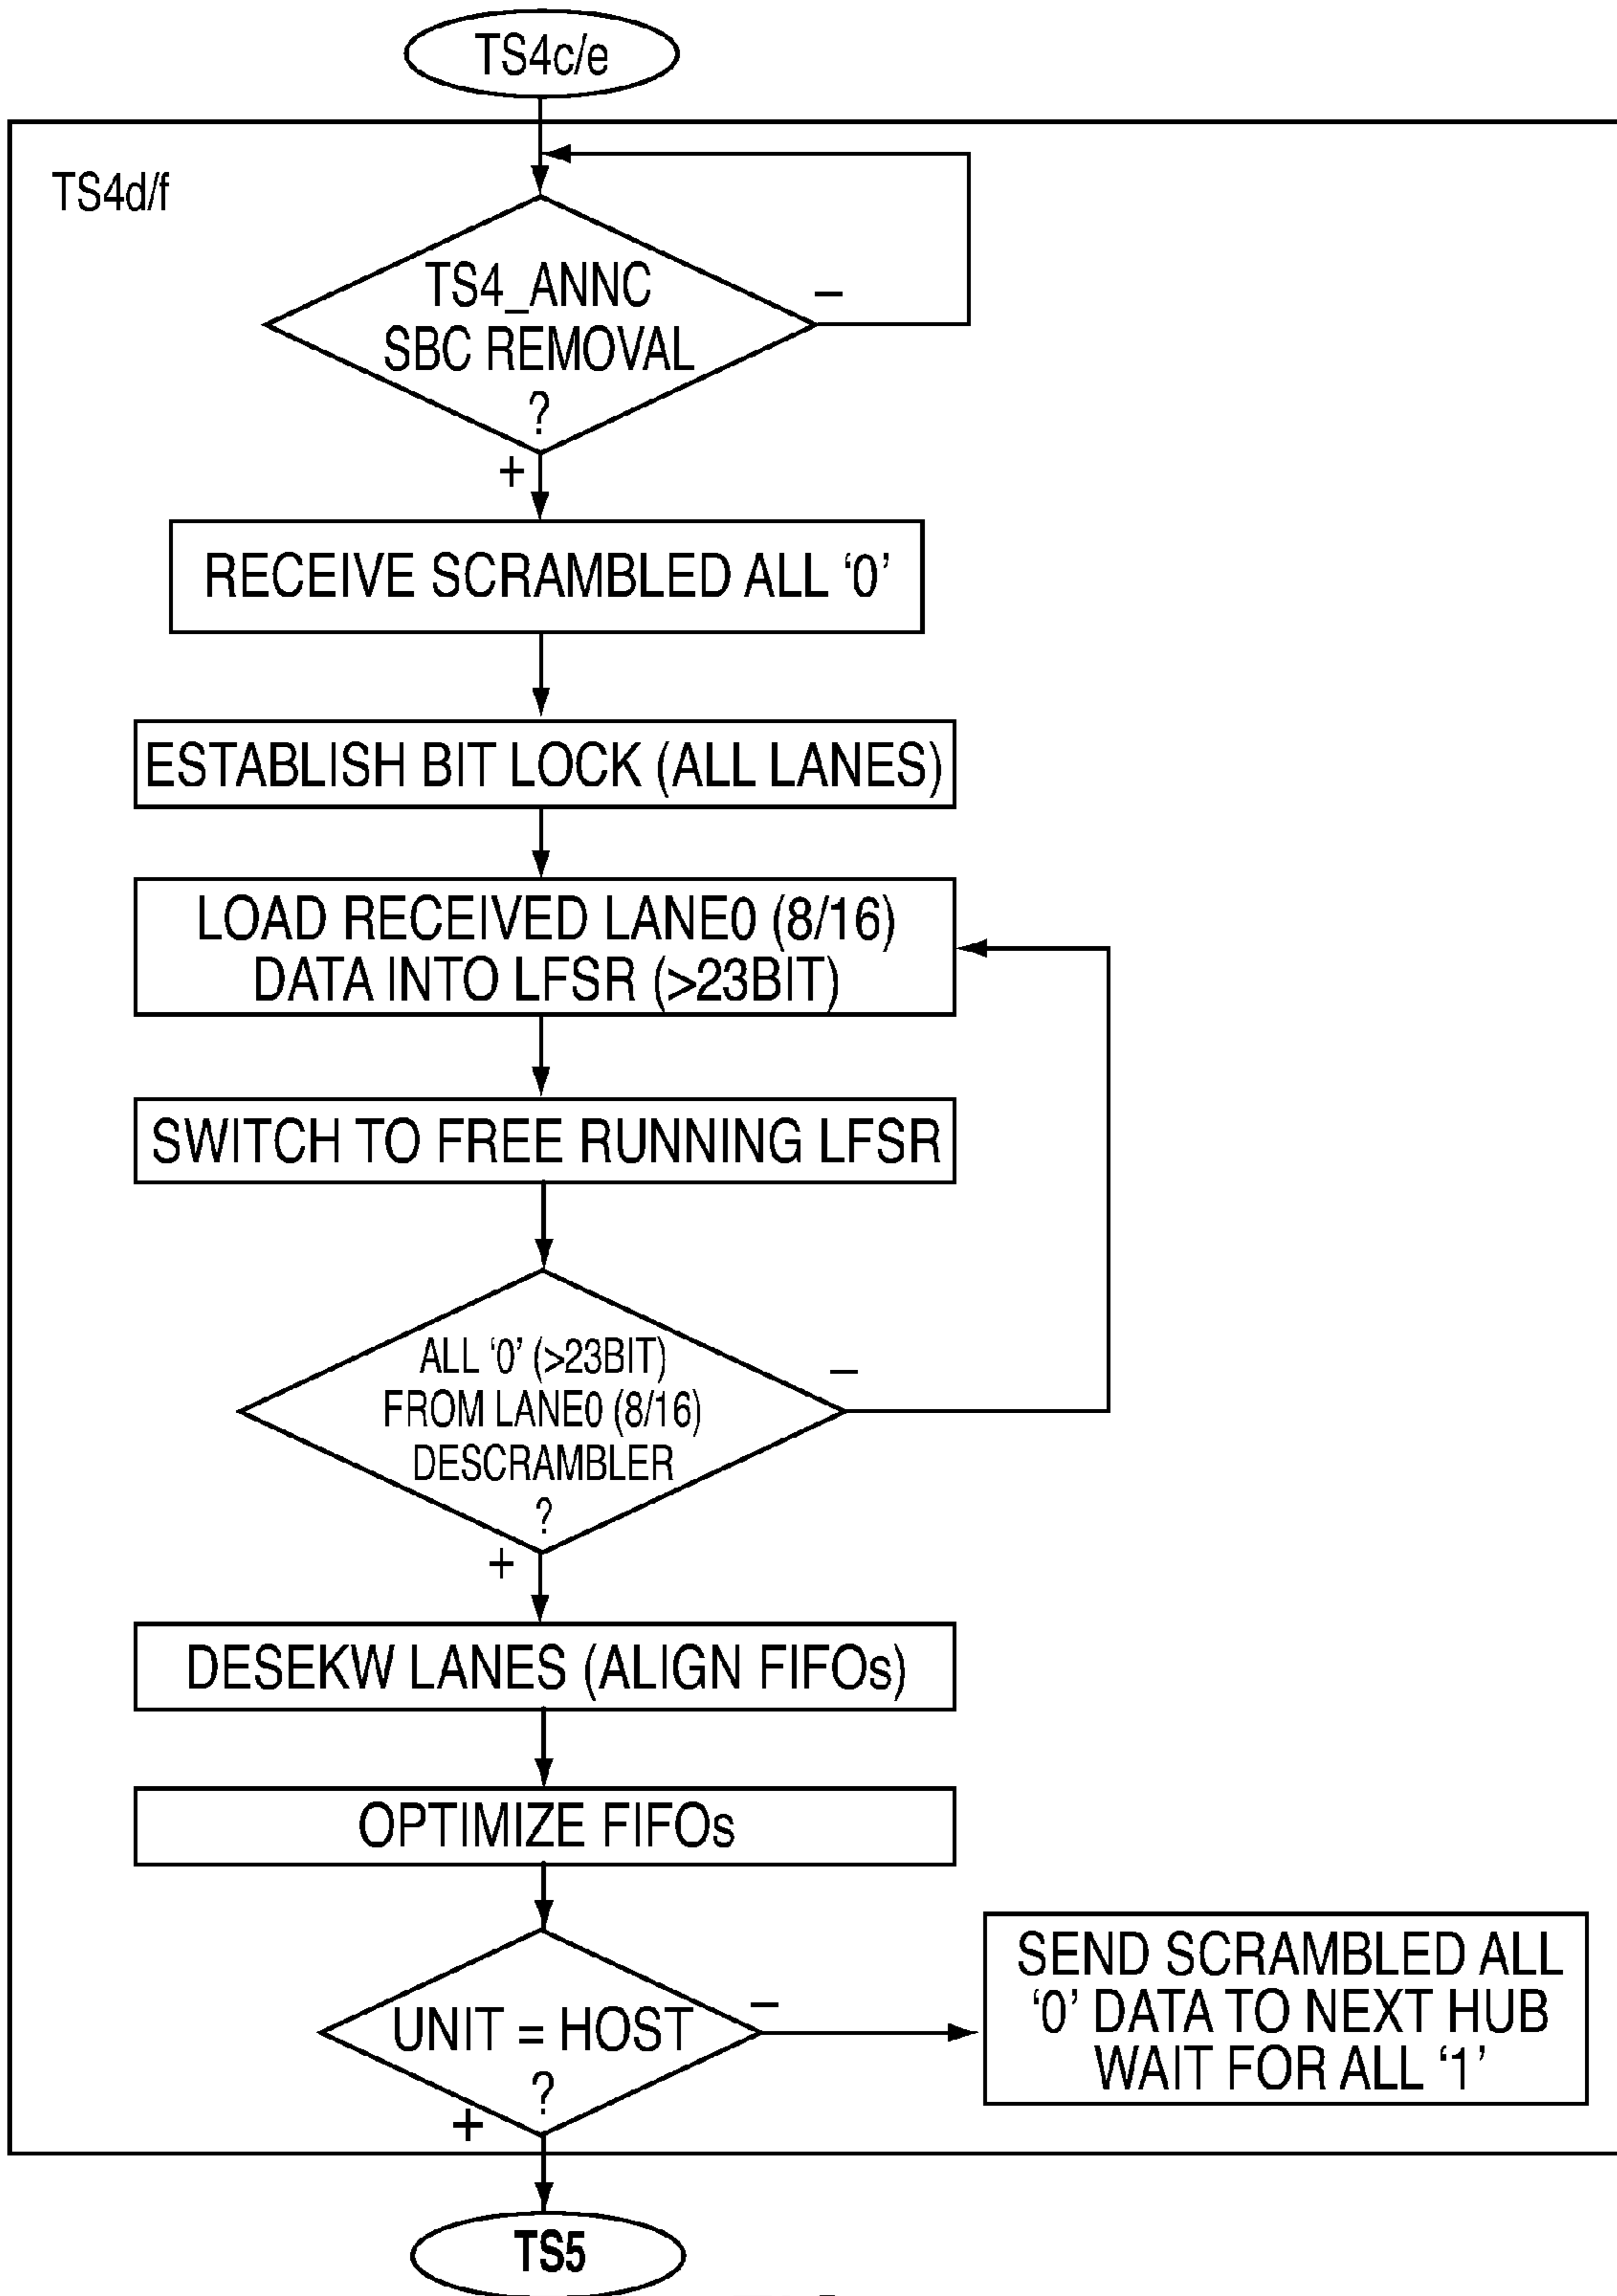 TS4c/e
TS4d/f
TS4_ANNC
SBC REMOVAL
?
–
+
RECEIVE SCRAMBLED ALL ‘0’
ESTABLISH BIT LOCK (ALL LANES)
LOAD RECEIVED LANE0 (8/16)
DATA INTO LFSR (>23BIT)
SWITCH TO FREE RUNNING LFSR
ALL ‘0’ (>23BIT)
FROM LANE0 (8/16)
DESCRAMBLER
?
–
+
DESEKW LANES (ALIGN FIFOs)
OPTIMIZE FIFOs
UNIT = HOST
?
–
+
SEND SCRAMBLED ALL
‘0’ DATA TO NEXT HUB
WAIT FOR ALL ‘1’
TS5